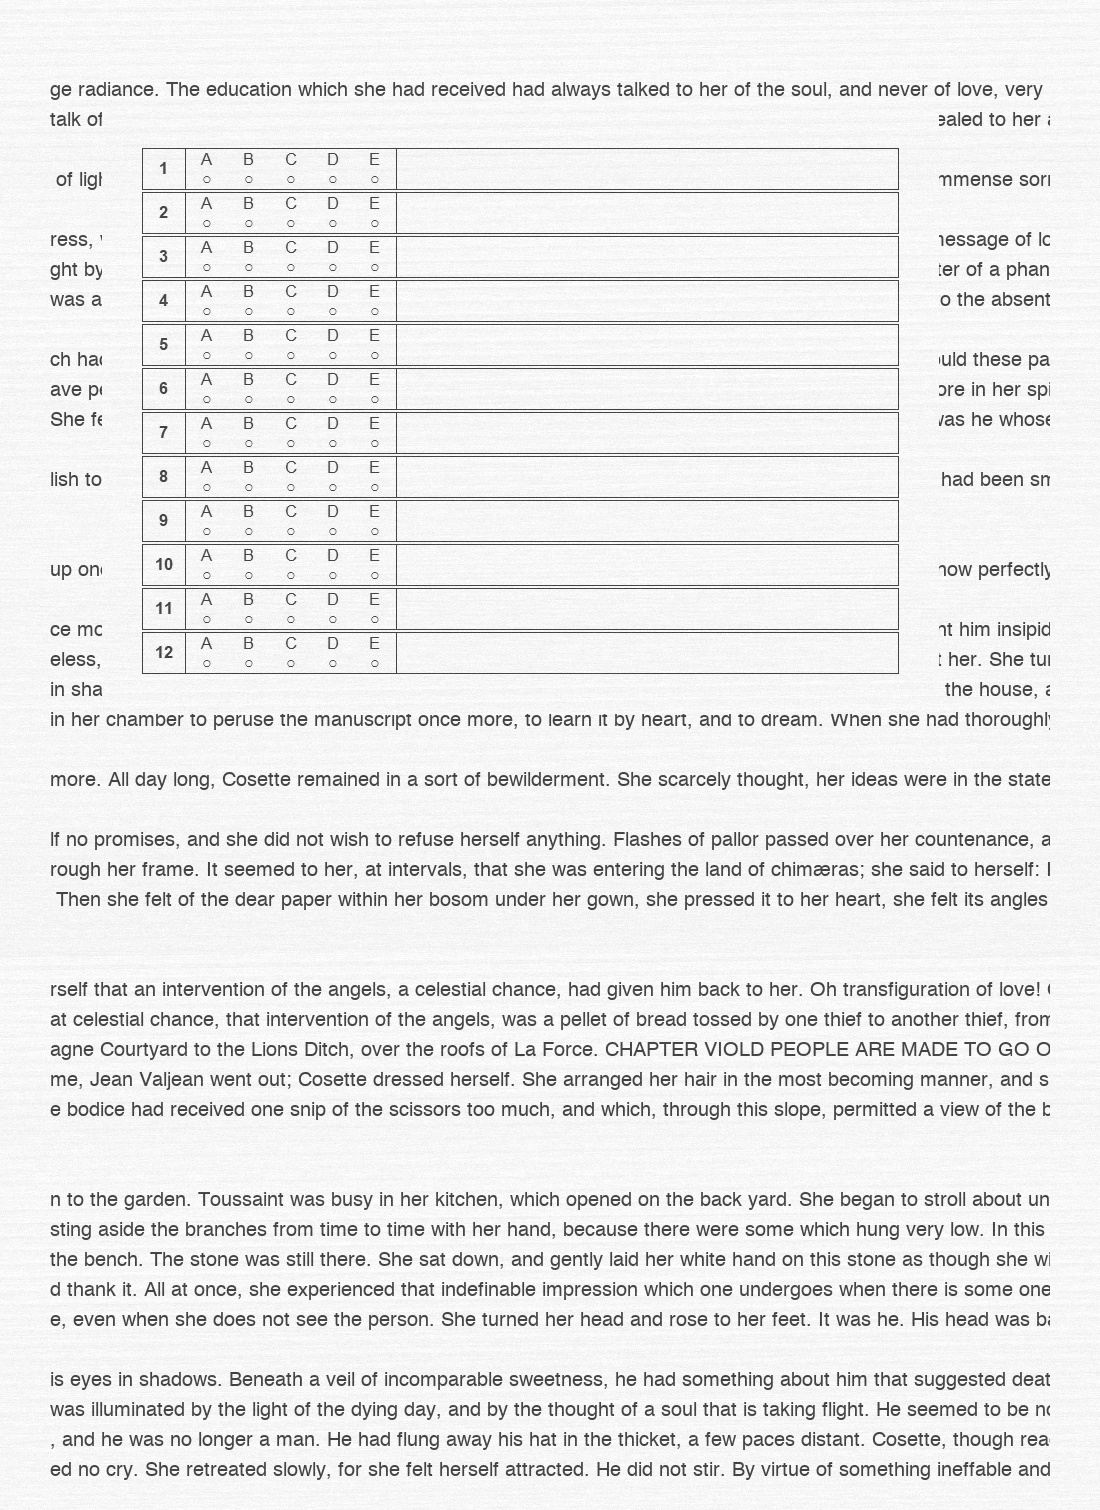 ge radiance. The education which she had received had always talked to her of the soul, and never of love, very
talk of
ealed to her
1 A B C D E
of
mmense
2 A B C D E
ress,
message of
3 A B C D E
ght by
ter of a phan
was a
4 A B C D E
o the absent
5 A B C D E
ch
ould these pa
ave
6 A B C D E
ore in her spi
She
was he whose
7 A B C D E
lish to
8 A B C D E
had been sm
9 A B C D E
up
10 A B C D E
now perfectly
11 A B C D E
ce mo
nt him insipid
eless,
12 A B C D E
t her. She
in sha
the house,
in her chamber to peruse the manuscript once more, to learn it by heart, and to dream. When she had thoroughly
more. All day long, Cosette remained in a sort of bewilderment. She scarcely thought, her ideas were in the state
lf no promises, and she did not wish to refuse herself anything. Flashes of pallor passed over her countenance, a
rough her frame. It seemed to her, at intervals, that she was entering the land of chimæras; she said to herself:
Then she felt of the dear paper within her bosom under her gown, she pressed it to her heart, she felt its angles
rself that an intervention of the angels, a celestial chance, had given him back to her. Oh transfiguration of love!
at celestial chance, that intervention of the angels, was a pellet of bread tossed by one thief to another thief, from
agne Courtyard to the Lions Ditch, over the roofs of La Force. CHAPTER VIOLD PEOPLE ARE MADE TO GO O
me, Jean Valjean went out; Cosette dressed herself. She arranged her hair in the most becoming manner, and s
e bodice had received one snip of the scissors too much, and which, through this slope, permitted a view of the b
n to the garden. Toussaint was busy in her kitchen, which opened on the back yard. She began to stroll about un
sting aside the branches from time to time with her hand, because there were some which hung very low. In this
the bench. The stone was still there. She sat down, and gently laid her white hand on this stone as though she wi
d thank it. All at once, she experienced that indefinable impression which one undergoes when there is some one
e, even when she does not see the person. She turned her head and rose to her feet. It was he. His head was ba
is eyes in shadows. Beneath a veil of incomparable sweetness, he had something about him that suggested deat
was illuminated by the light of the dying day, and by the thought of a soul that is taking flight. He seemed to be no
, and he was no longer a man. He had flung away his hat in the thicket, a few paces distant. Cosette, though rea
ed no cry. She retreated slowly, for she felt herself attracted. He did not stir. By virtue of something ineffable and